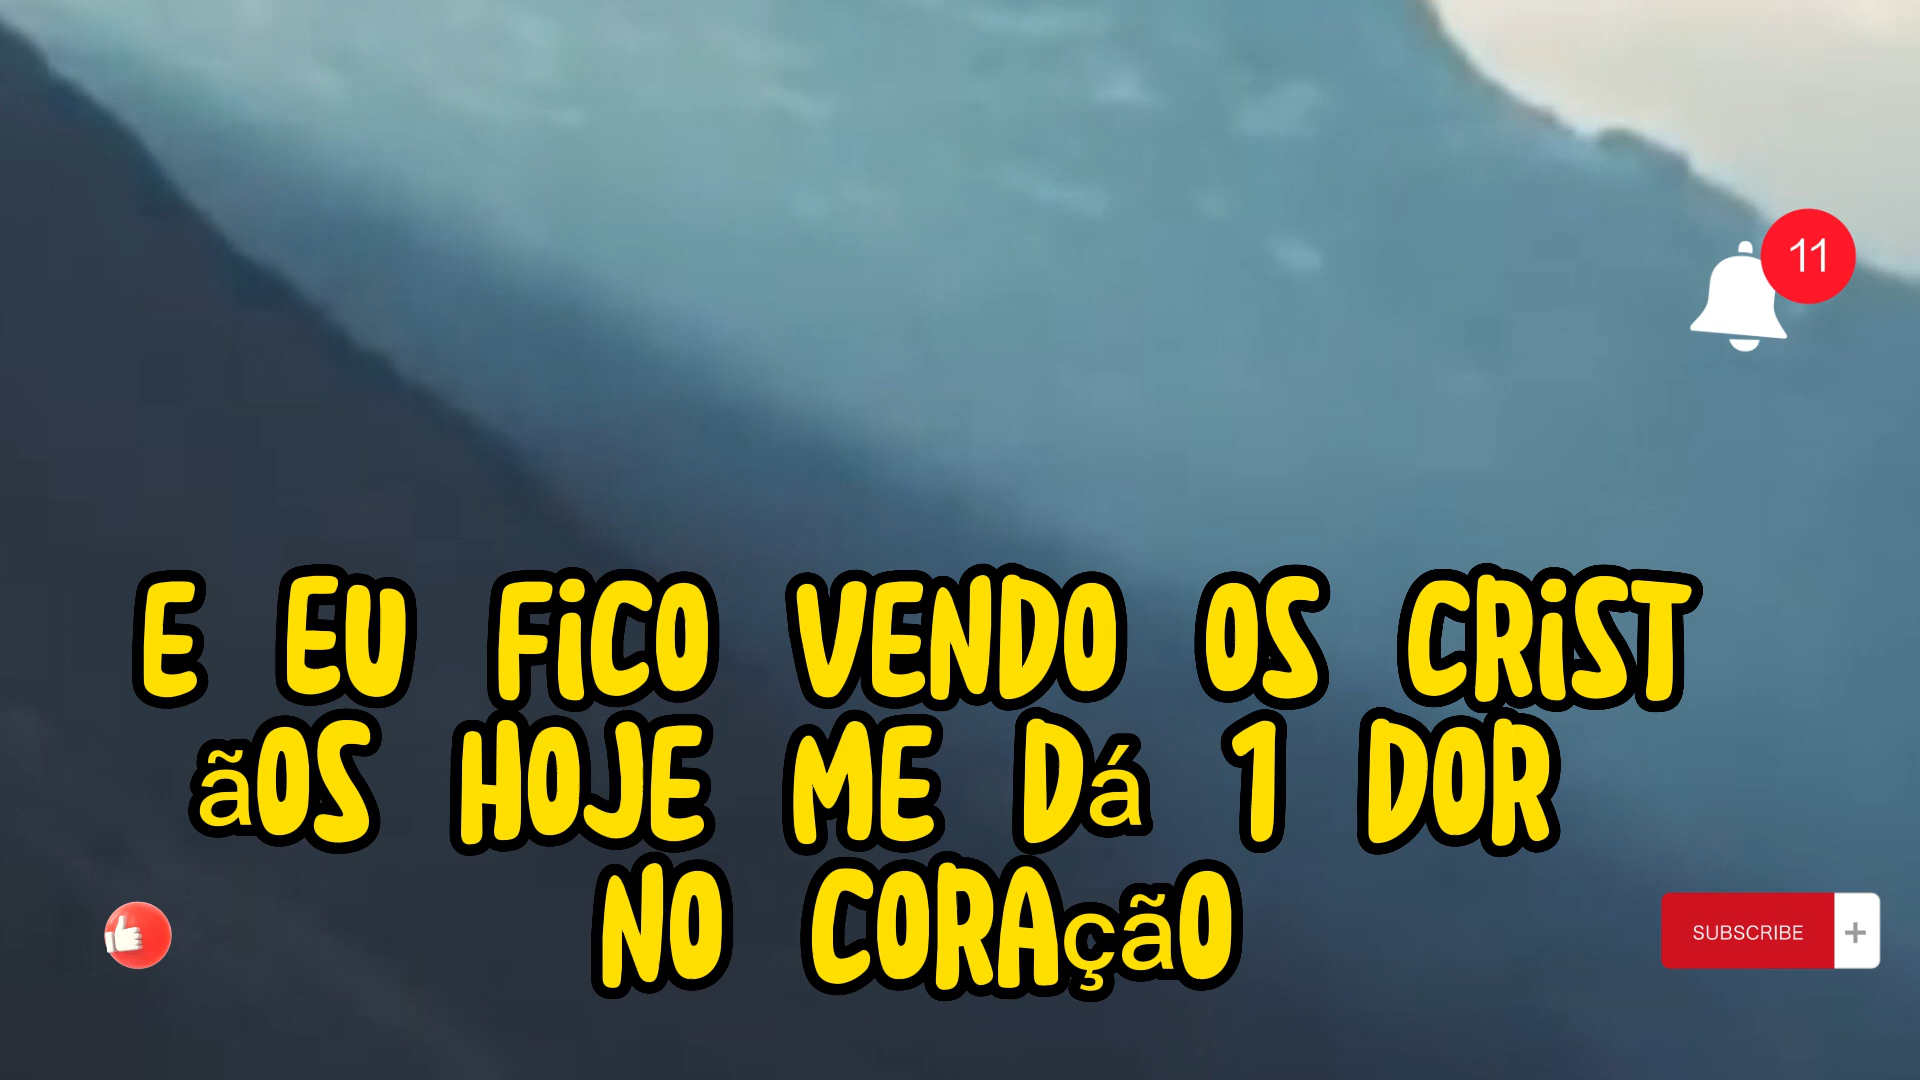 11
E EU FiCO VENDO OS CRiST
ãOS HOJE ME Dá 1 DOR
NO CORAçãO
SUBSCRIBE +